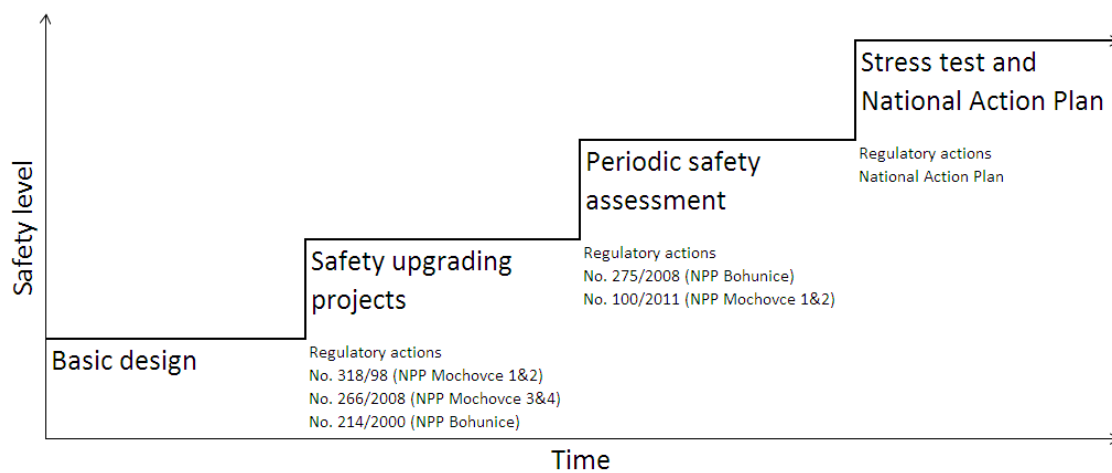 Safety level
Basic design
Safety upgrading
projects
Regulatory actions
No. 318/98 (NPP Mochovce 1&2)
No. 266/2008 (NPP Mochovce 3&4)
No. 214/2000 (NPP Bohunice)
Periodic safety
assessment
Regulatory actions
No. 275/2008 (NPP Bohunice)
No. 100/2011 (NPP Mochovce 1&2)
Stress test and
National Action Plan
Regulatory actions
National Action Plan
Time